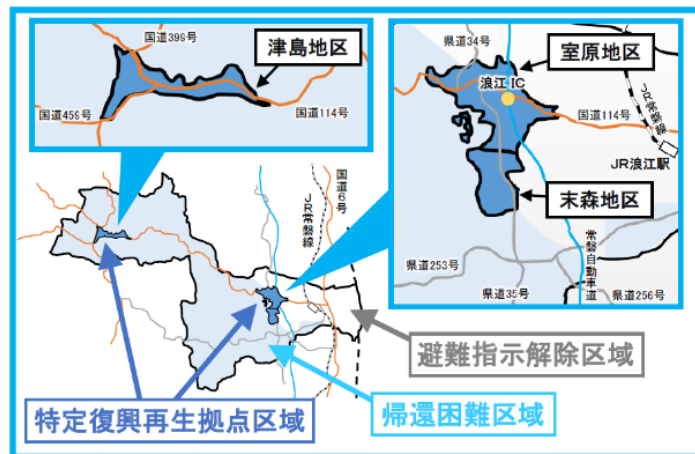 国道399号
津島地区
国道459号
国道114号
県道34号
室原地区
浪江IC
国道114号
JR常磐線
JR浪江駅
末森地区
常磐自動車道
県道253号
県道35号
県道256号
国道6号
JR常磐線
避難指示解除区域
特定復興再生拠点区域
帰還困難区域